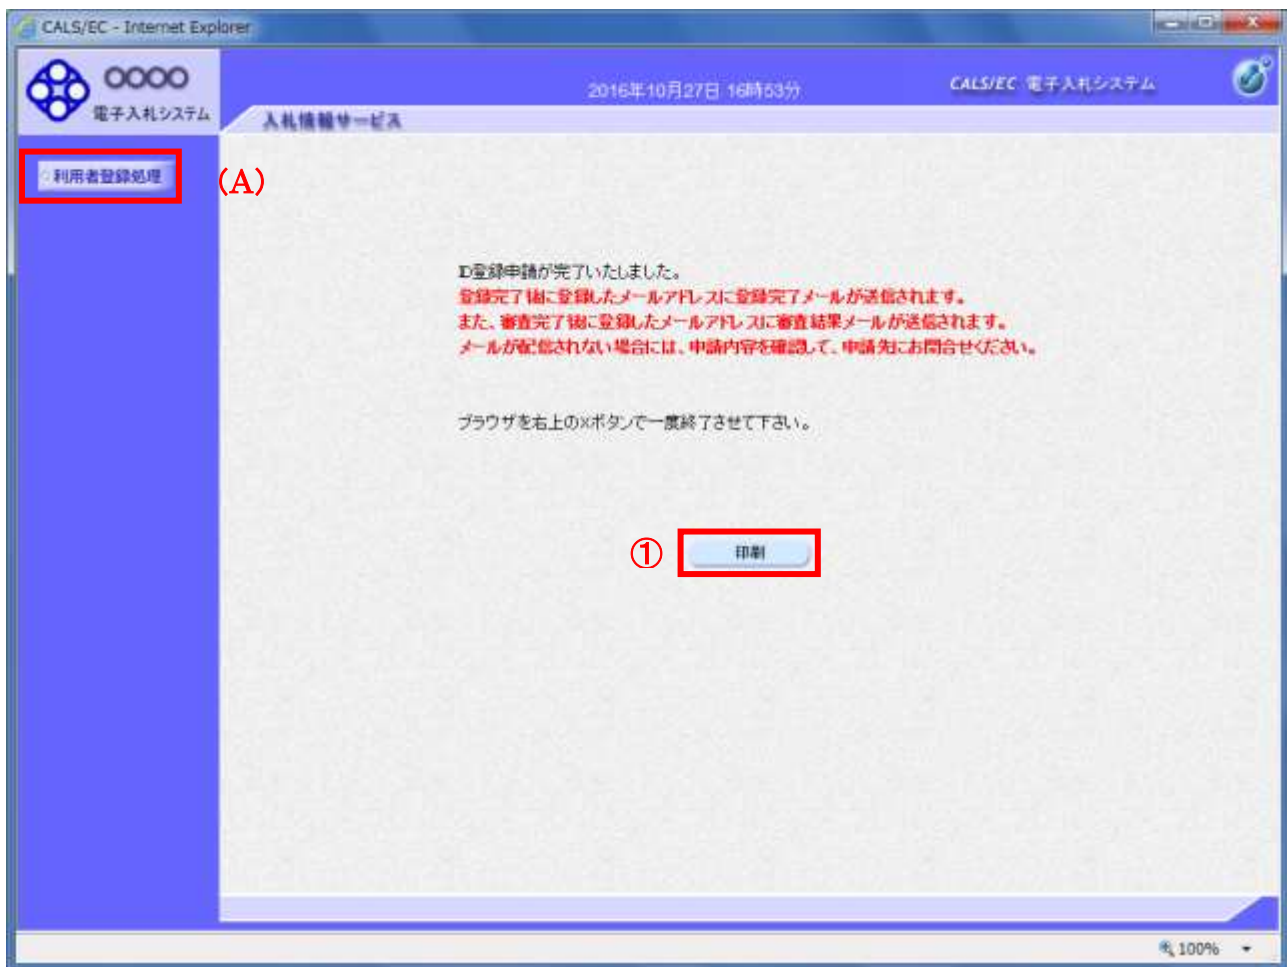 CALS/EC - Internet Explorer
〇〇〇〇
電子入札システム
2016年10月27日 16時53分
CALS/EC 電子入札システム
入札情報サービス
利用者登録処理
(A)
ID登録申請が完了いたしました。
登録完了後に登録したメールアドレスに登録完了メールが送信されます。
また、審査完了後に登録したメールアドレスに審査結果メールが送信されます。
メールが配信されない場合には、申請内容を確認して、申請先にお問合せください。
ブラウザを右上の×ボタンで一度終了させて下さい。
① 印刷
100%